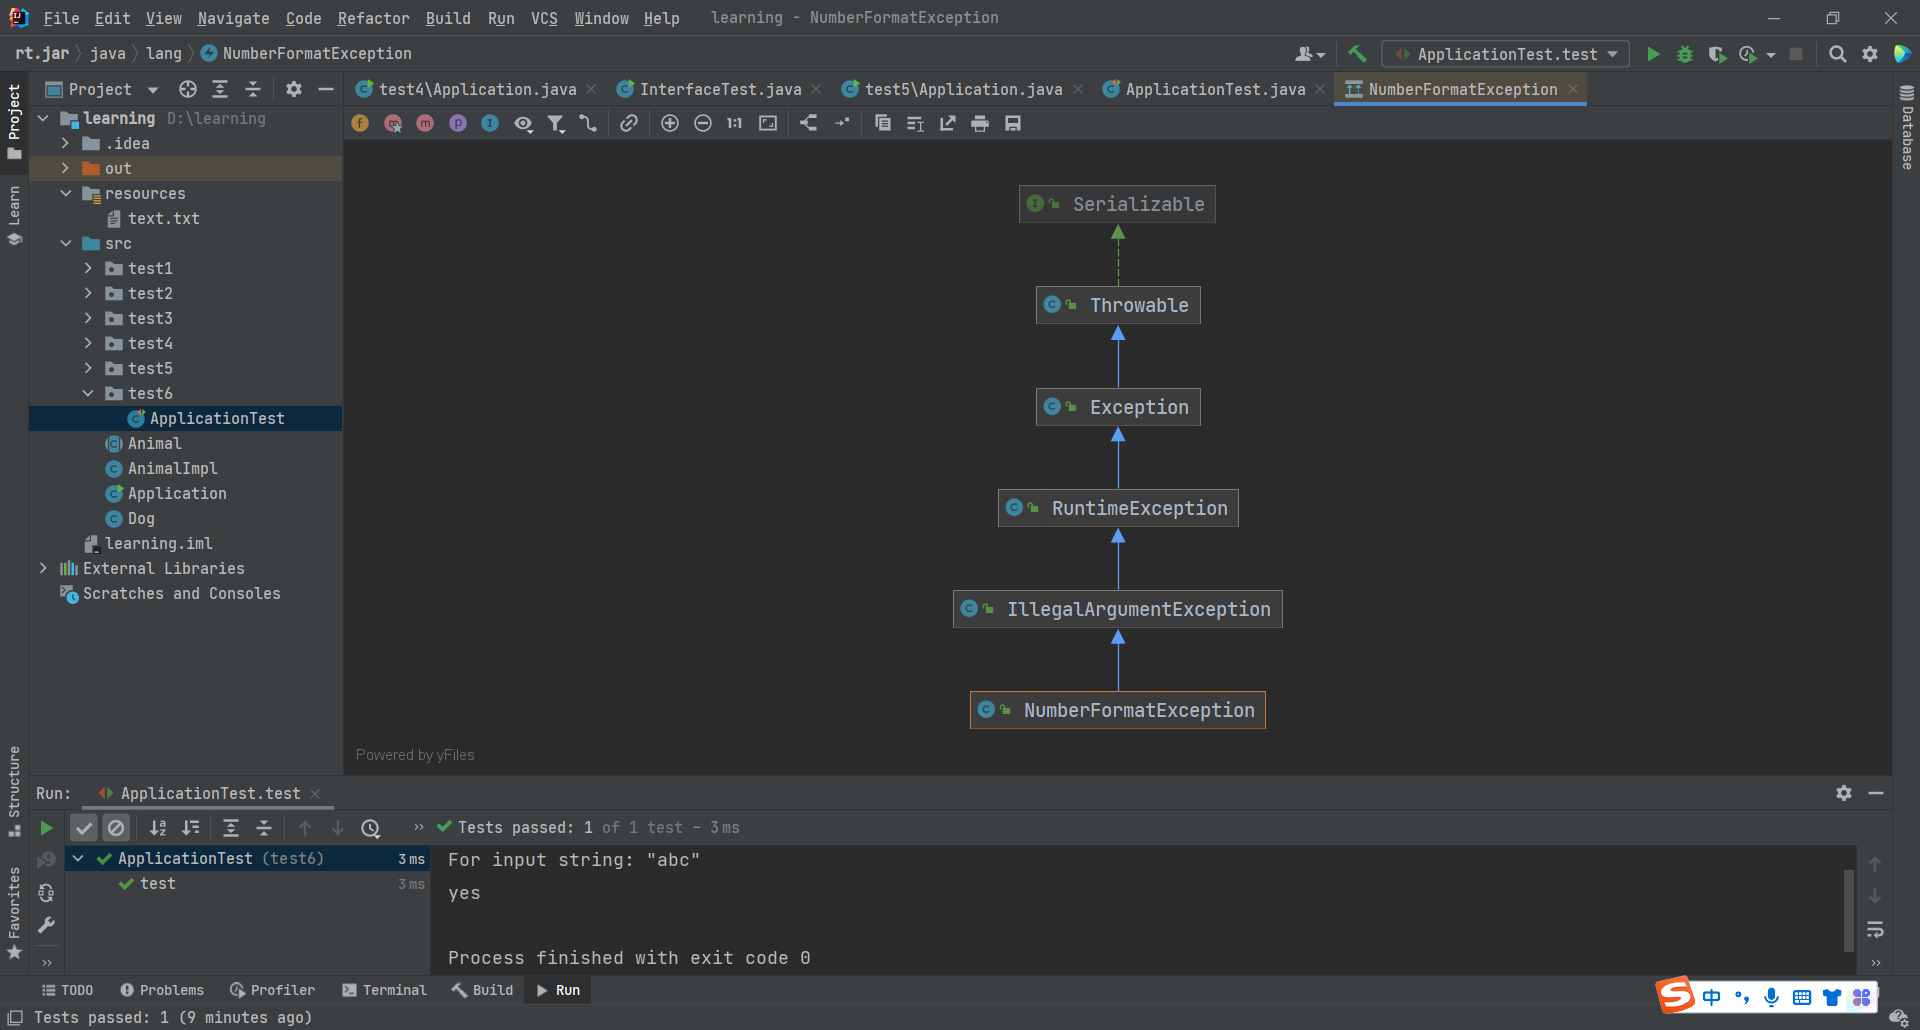 File Edit View Navigate Code Refactor Build Run VCS Window Help learning - NumberFormatException
rt.jar java lang NumberFormatException ApplicationTest.test
Project
test4\Application.java InterfaceTest.java test5\Application.java ApplicationTest.java NumberFormatException
Project
Learn
Structure
Favorites
Database
learning D:\learning
.idea
out
resources
text.txt
src
test1
test2
test3
test4
test5
test6
ApplicationTest
Animal
AnimalImpl
Application
Dog
learning.iml
External Libraries
Scratches and Consoles
1:1
Serializable
Throwable
Exception
RuntimeException
IllegalArgumentException
NumberFormatException
Powered by yFiles
Run: ApplicationTest.test
Tests passed: 1 of 1 test – 3 ms
ApplicationTest (test6) 3 ms
test 3 ms
For input string: "abc"
yes
Process finished with exit code 0
TODO Problems Profiler Terminal Build Run
中
Tests passed: 1 (9 minutes ago)